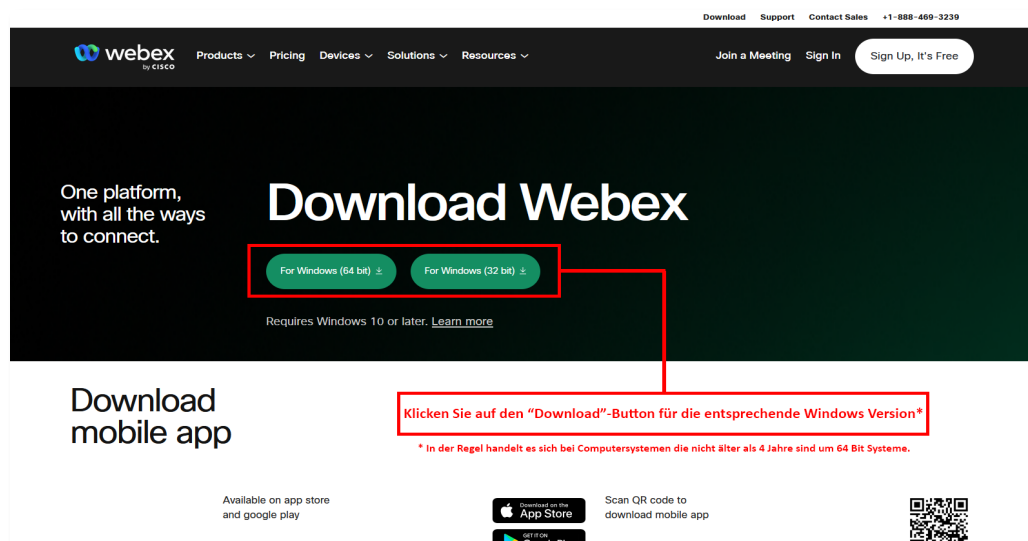 Download Support Contact Sales +1-888-469-3239
webex
by CISCO
Products Pricing Devices Solutions Resources Join a Meeting Sign In Sign Up, It's Free
One platform,
with all the ways
to connect.
Download Webex
For Windows (64 bit) For Windows (32 bit)
Requires Windows 10 or later. Learn more
Download
mobile app
Klicken Sie auf den “Download”-Button für die entsprechende Windows Version*
* In der Regel handelt es sich bei Computersystemen die nicht älter als 4 Jahre sind um 64 Bit Systeme.
Available on app store
and google play
Download on the
App Store
GET IT ON
Scan QR code to
download mobile app